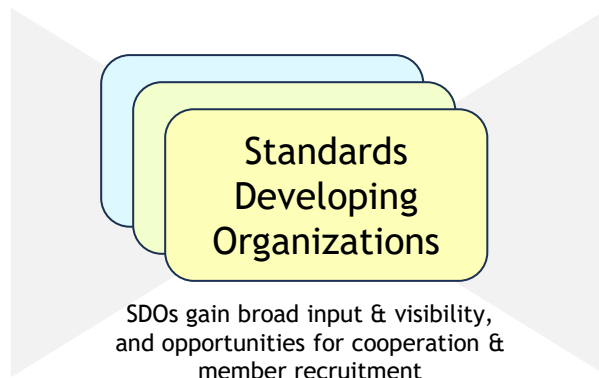 Standards
Developing
Organizations
SDOs gain broad input & visibility,
and opportunities for cooperation &
member recruitment